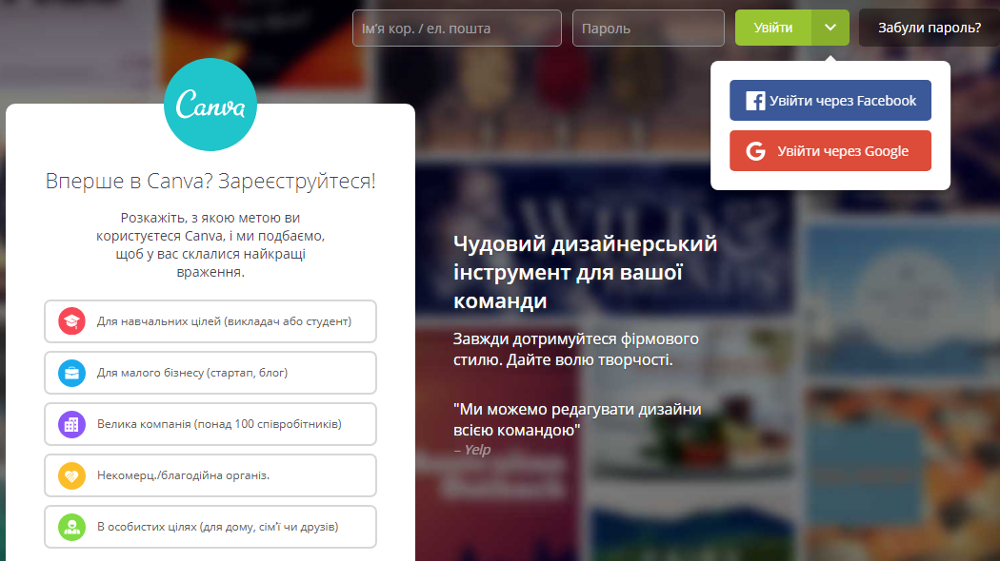 Ім'я кор. / ел. пошта
Пароль
Увійти
Забули пароль?
Увійти через Facebook
Увійти через Google
Canva
Вперше в Canva? Зареєструйтеся!
Розкажіть, з якою метою ви
користуєтеся Canva, і ми подбаємо,
щоб у вас склалися найкращі
враження.
Для навчальних цілей (викладач або студент)
Для малого бізнесу (стартап, блог)
Велика компанія (понад 100 співробітників)
Некомерц./благодійна організ.
В особистих цілях (для дому, сім'ї чи друзів)
Чудовий дизайнерський
інструмент для вашої
команди
Завжди дотримуйтеся фірмового
стилю. Дайте волю творчості.
"Ми можемо редагувати дизайни
всією командою"
– Yelp
WILD &